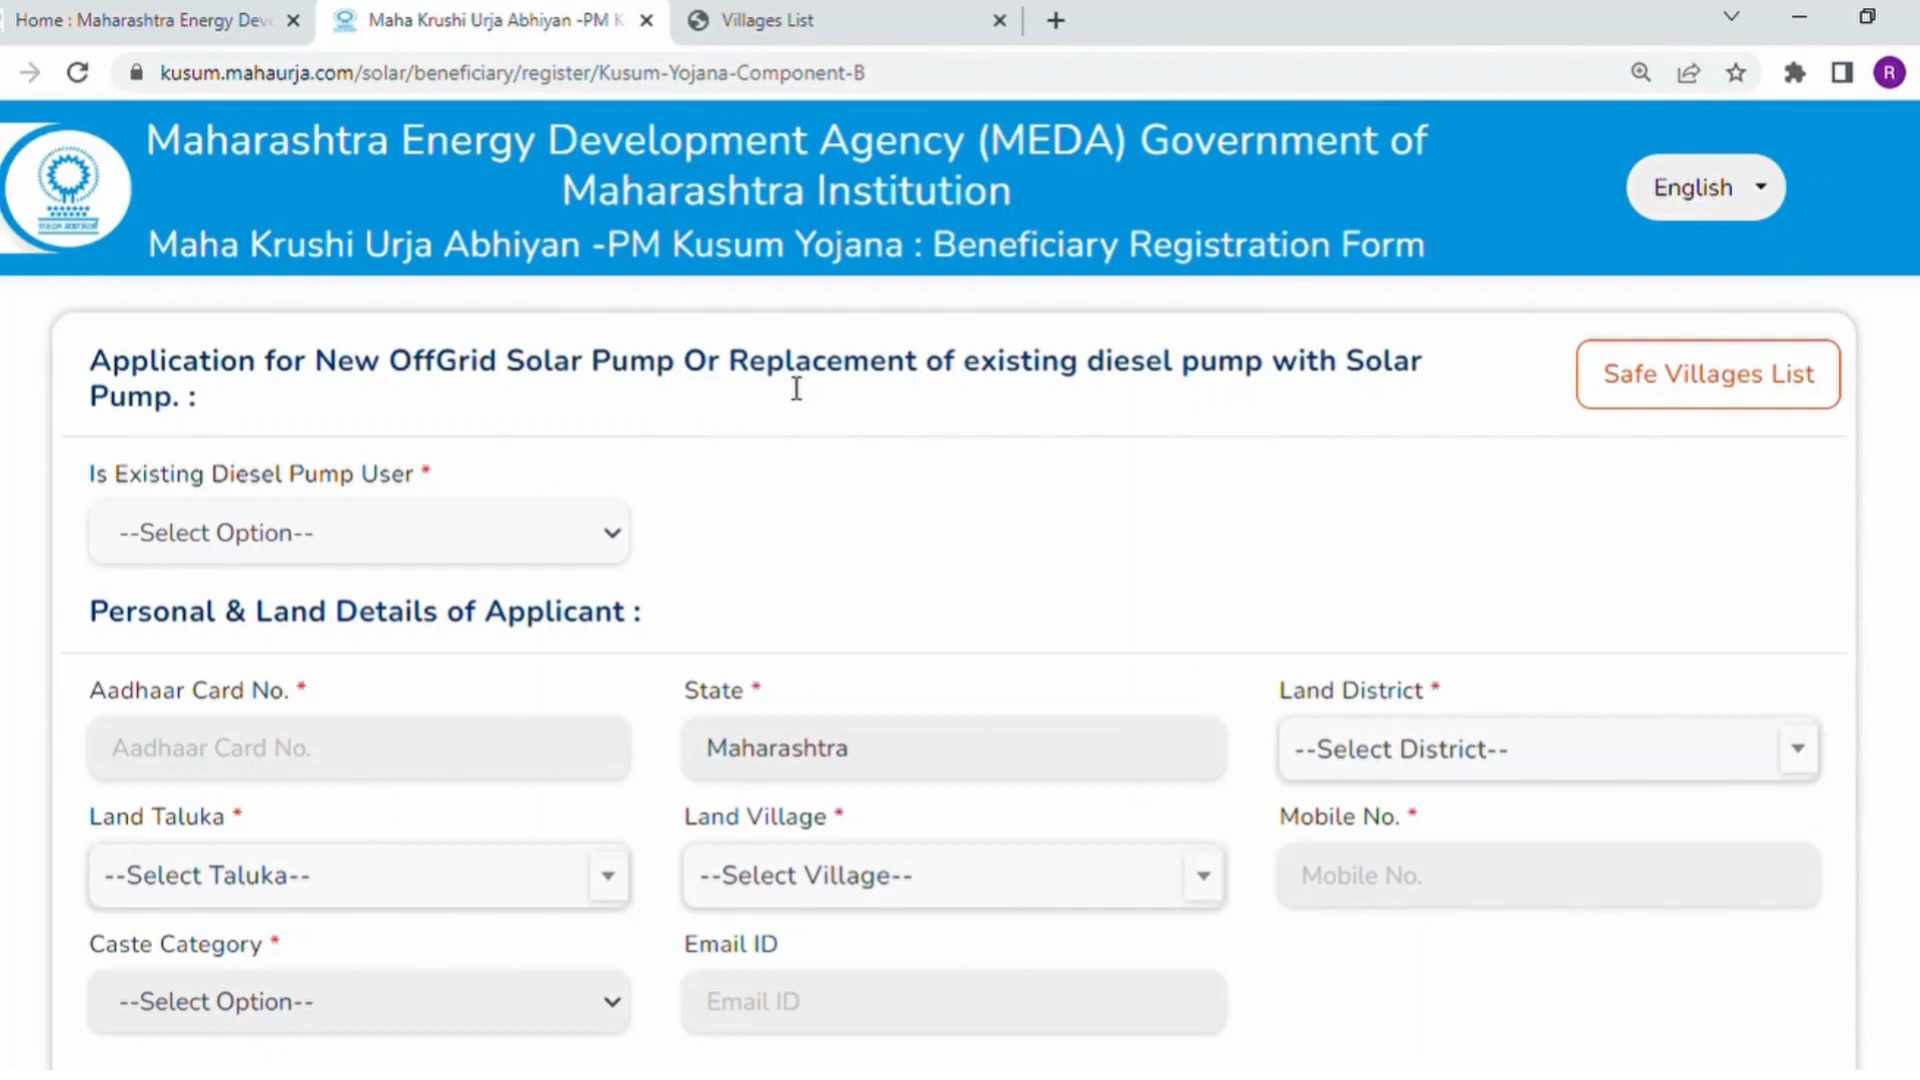 Home : Maharashtra Energy Deve
Maha Krushi Urja Abhiyan -PM K
Villages List
kusum.mahaurja.com/solar/beneficiary/register/Kusum-Yojana-Component-B
R
Maharashtra Energy Development Agency (MEDA) Government of
Maharashtra Institution
Maha Krushi Urja Abhiyan -PM Kusum Yojana : Beneficiary Registration Form
English
Application for New OffGrid Solar Pump Or Replacement of existing diesel pump with Solar
Pump. :
Safe Villages List
Is Existing Diesel Pump User *
--Select Option--
Personal & Land Details of Applicant :
Aadhaar Card No. *
State *
Land District *
Aadhaar Card No.
Maharashtra
--Select District--
Land Taluka *
Land Village *
Mobile No. *
--Select Taluka--
--Select Village--
Mobile No.
Caste Category *
Email ID
--Select Option--
Email ID